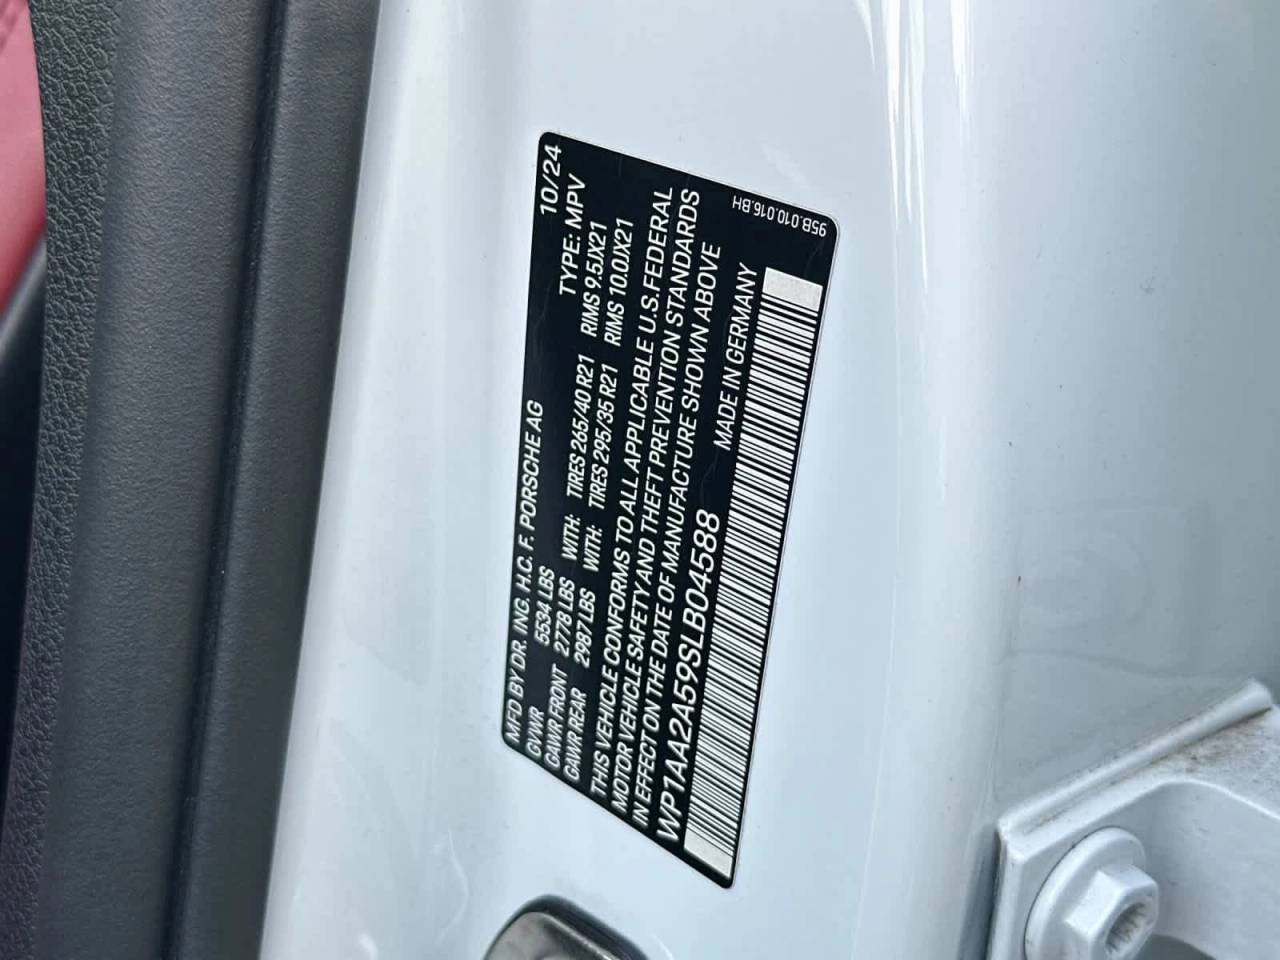 MFD BY DR. ING. H.C. F. PORSCHE AG 10/24
GVWR 5534 LBS TYPE: MPV
GAWR FRONT 2778 LBS WITH: TIRES 265/40 R21 RIMS 9.5JX21
GAWR REAR 2987 LBS WITH: TIRES 295/35 R21 RIMS 10.0JX21
THIS VEHICLE CONFORMS TO ALL APPLICABLE U.S.FEDERAL
MOTOR VEHICLE SAFETY AND THEFT PREVENTION STANDARDS
IN EFFECT ON THE DATE OF MANUFACTURE SHOWN ABOVE
WP1AA2A59SLB04588 MADE IN GERMANY
95B.010.016.BH